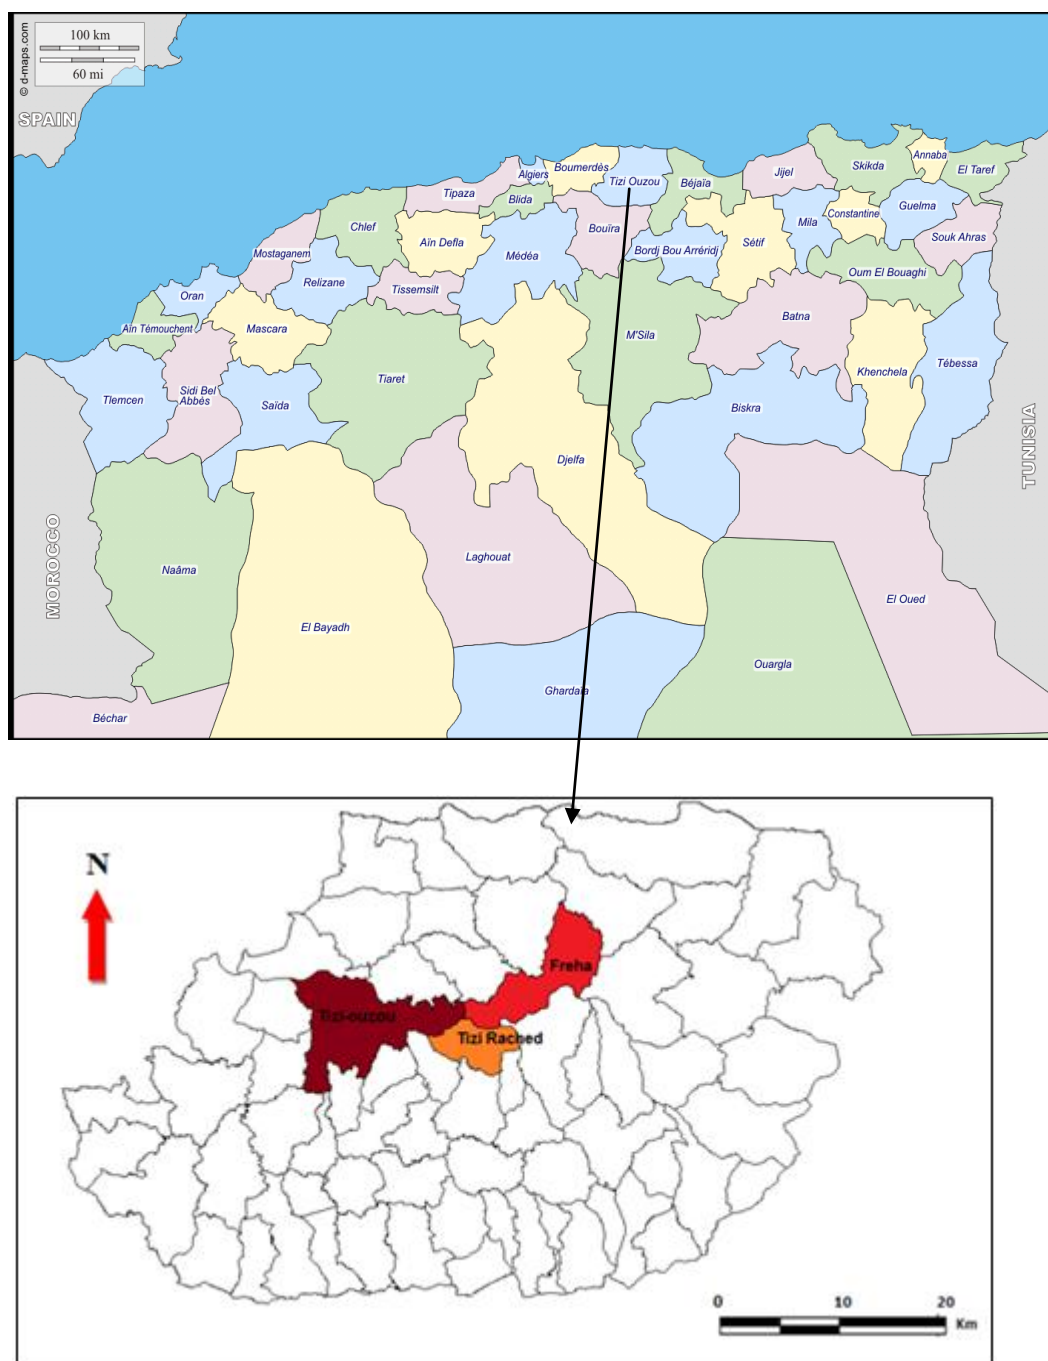 100 km
60 mi
© d-maps.com
SPAIN
Annaba
Skikda
El Taref
Boumerdès
Algiers
Tizi Ouzou
Béjaïa
Jijel
Tipaza
Blida
Guelma
Constantine
Mila
Chlef
Bouïra
Souk Ahras
Aïn Defla
Sétif
Bordj Bou Arréridj
Mostaganem
Médéa
Oum El Bouaghi
Relizane
Tissemsilt
Oran
Batna
Aïn Témouchent
Mascara
M'Sila
Tébessa
Khenchela
Tiaret
Sidi Bel
Abbès
Tlemcen
Saïda
Biskra
TUNISIA
Djelfa
Laghouat
MOROCCO
Naâma
El Oued
El Bayadh
Ouargla
Ghardaïa
Béchar
N
Freha
Tizi-ouzou
Tizi Rached
0 10 20
Km